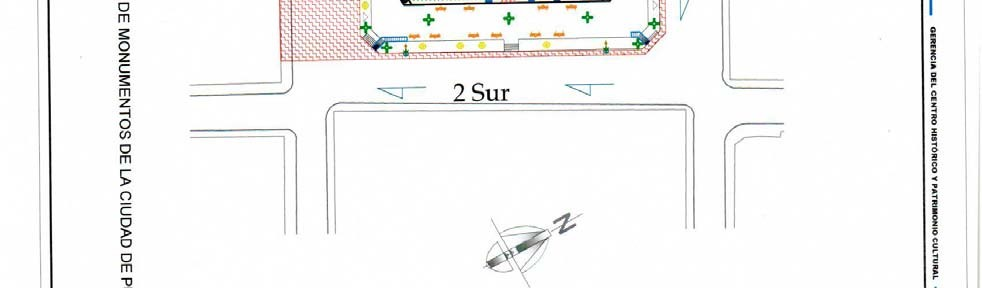 DE MONUMENTOS DE LA CIUDAD DE
2 Sur
N
GERENCIA DEL CENTRO HISTÓRICO Y PATRIMONIO CULTURAL